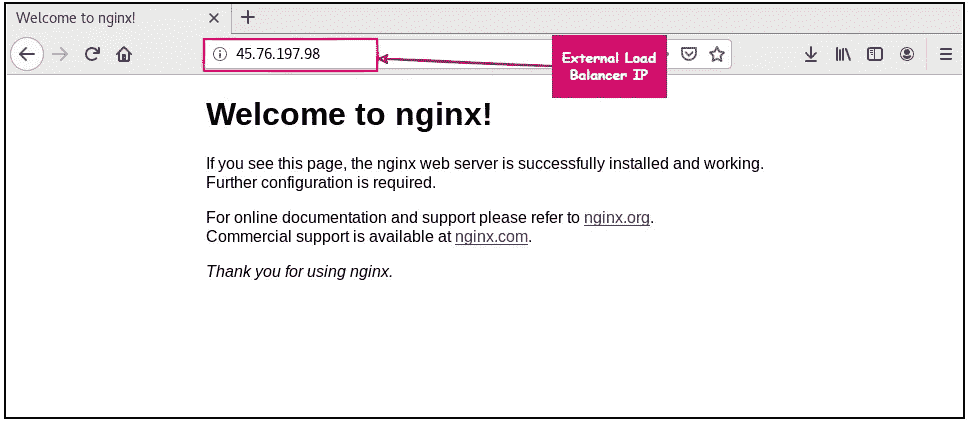 Welcome to nginx!
45.76.197.98
External Load
Balancer IP
Welcome to nginx!
If you see this page, the nginx web server is successfully installed and working.
Further configuration is required.
For online documentation and support please refer to nginx.org.
Commercial support is available at nginx.com.
Thank you for using nginx.